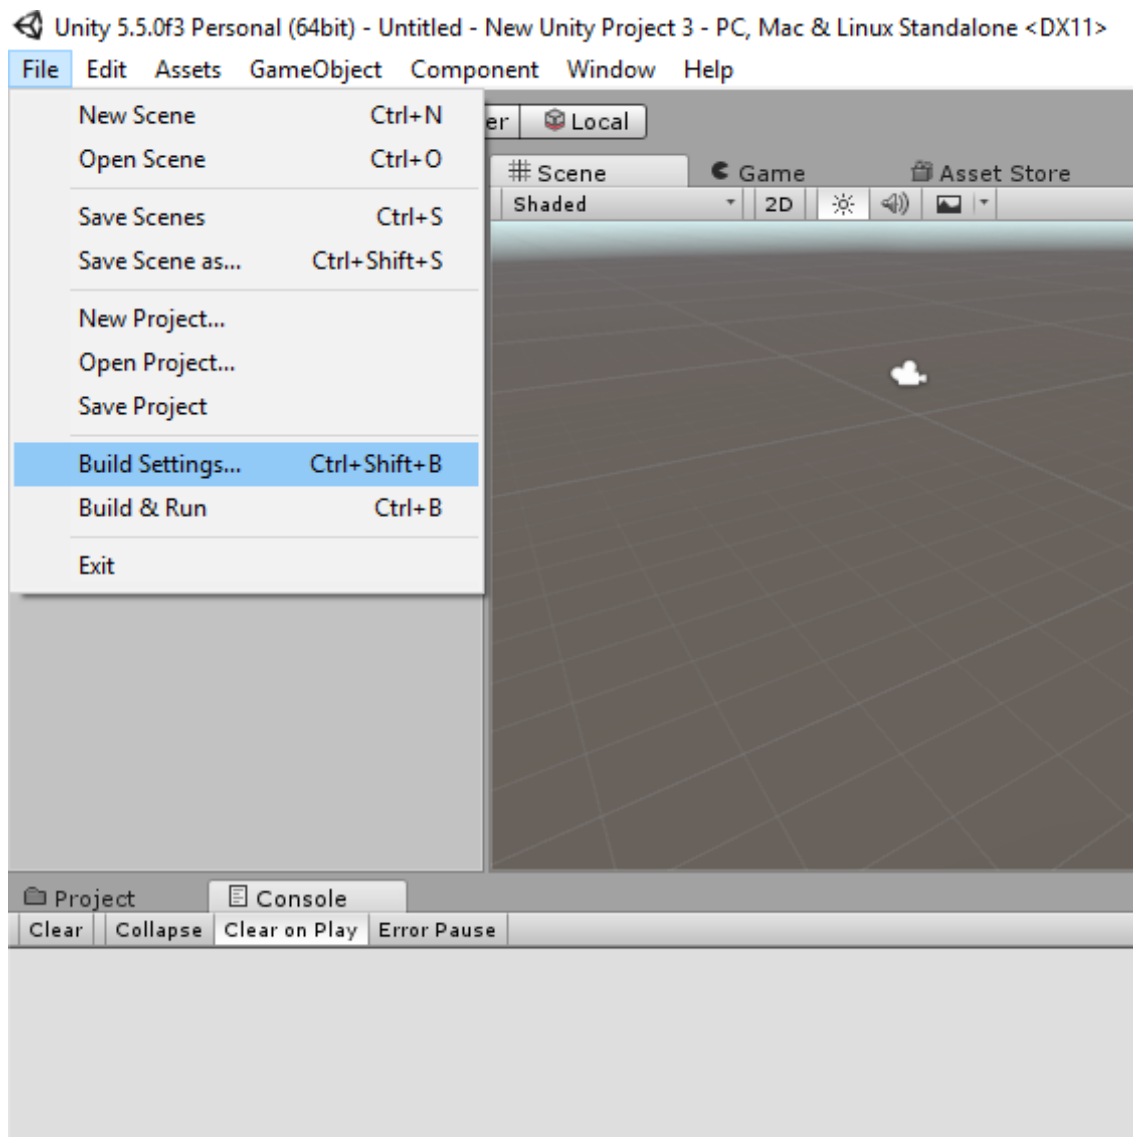 Unity 5.5.0f3 Personal (64bit) - Untitled - New Unity Project 3 - PC, Mac & Linux Standalone <DX11>
File Edit Assets GameObject Component Window Help
New Scene Ctrl+N
er Local
Open Scene Ctrl+O
Scene Game Asset Store
Shaded 2D
Save Scenes Ctrl+S
Save Scene as... Ctrl+Shift+S
New Project...
Open Project...
Save Project
Build Settings... Ctrl+Shift+B
Build & Run Ctrl+B
Exit
Project Console
Clear Collapse Clear on Play Error Pause